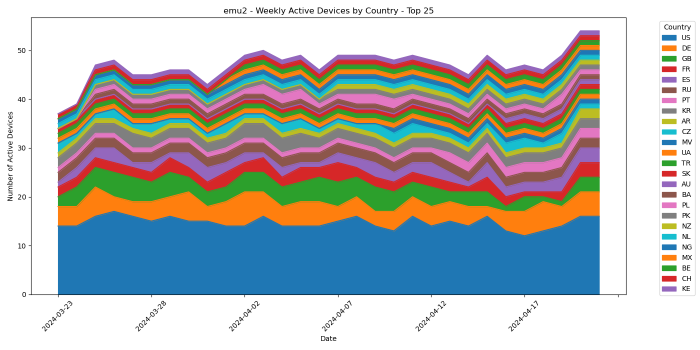 emu2 - Weekly Active Devices by Country - Top 25
Number of Active Devices
50
40
30
20
10
0
2024-03-23
2024-03-28
2024-04-02
2024-04-07
2024-04-12
2024-04-17
Date
Country
US
DE
GB
FR
ES
RU
PT
KR
AR
CZ
MV
UA
TR
SK
AU
BA
PL
PK
NZ
NL
NG
MX
BE
CH
KE